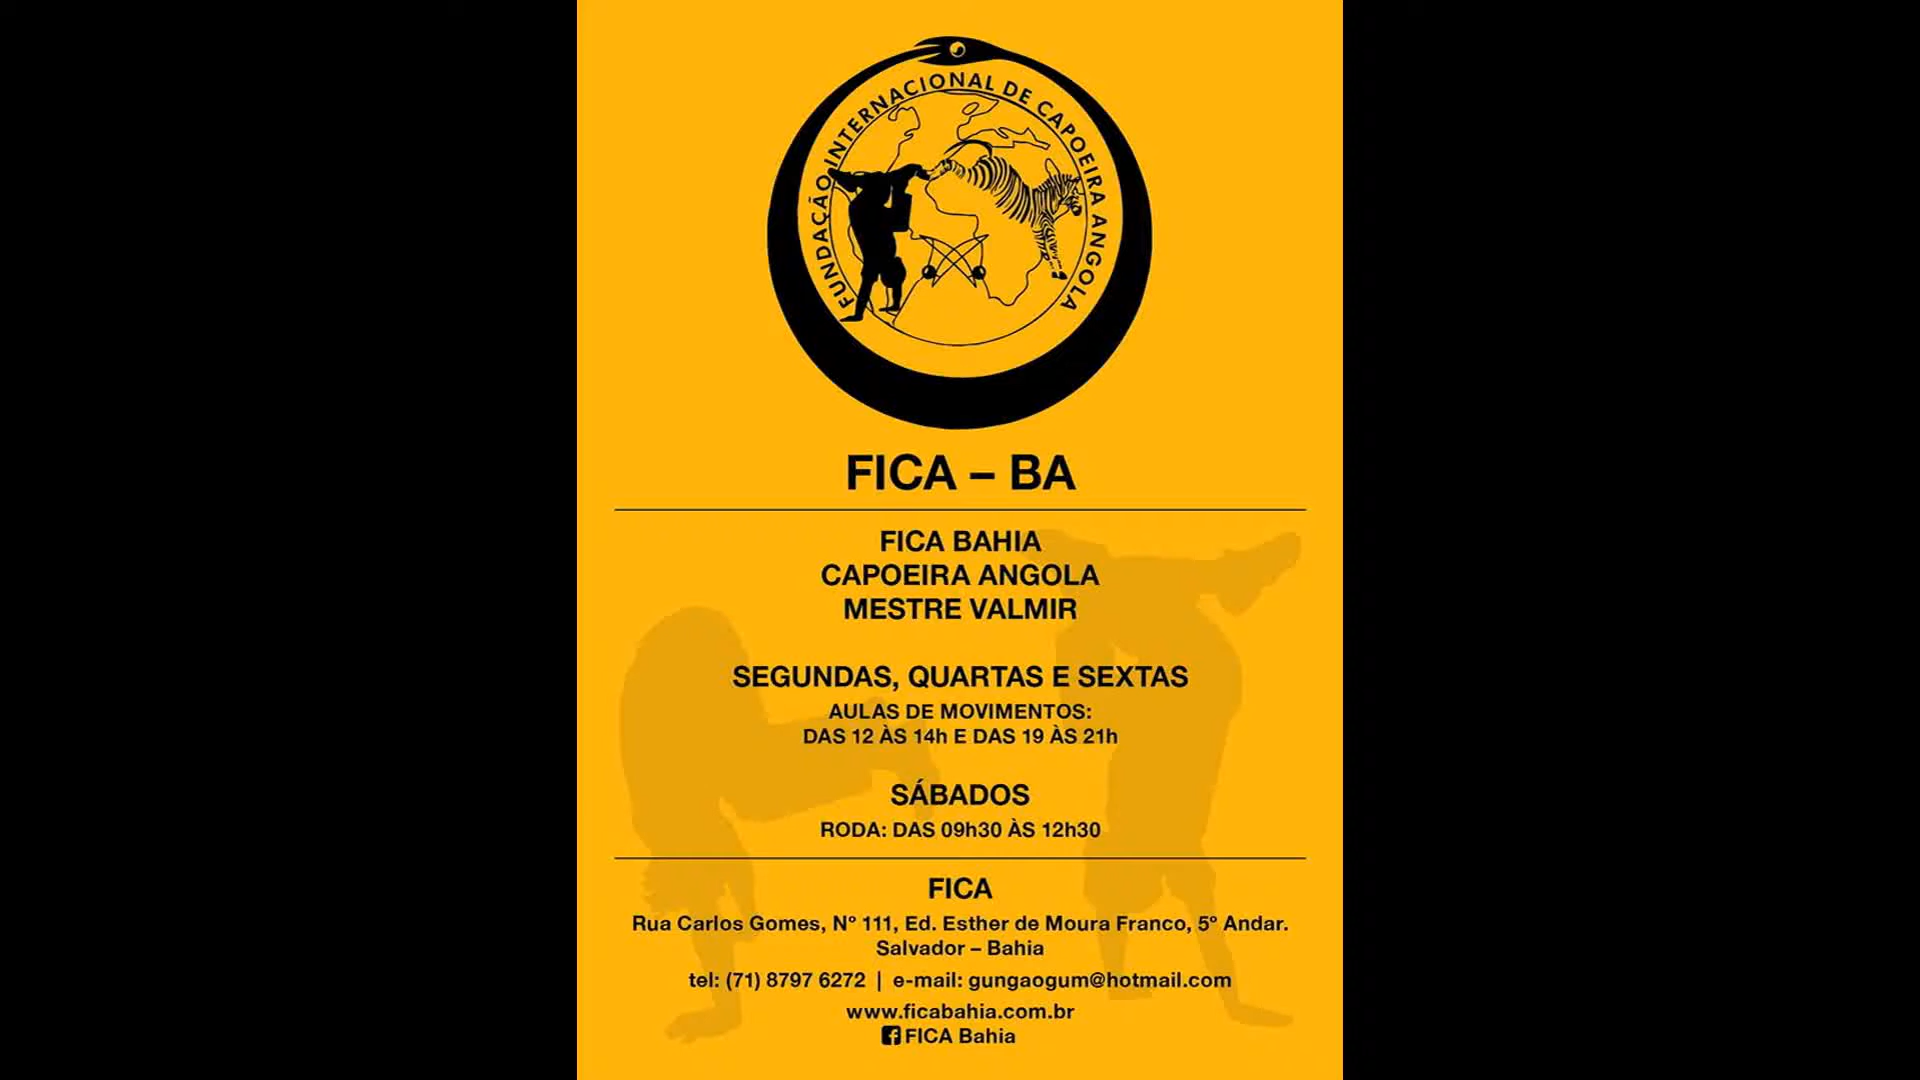 FUNDAÇÃO INTERNACIONAL DE CAPOEIRA ANGOLA
FICA – BA
FICA BAHIA
CAPOEIRA ANGOLA
MESTRE VALMIR
SEGUNDAS, QUARTAS E SEXTAS
AULAS DE MOVIMENTOS:
DAS 12 ÀS 14h E DAS 19 ÀS 21h
SÁBADOS
RODA: DAS 09h30 ÀS 12h30
FICA
Rua Carlos Gomes, Nº 111, Ed. Esther de Moura Franco, 5º Andar.
Salvador – Bahia
tel: (71) 8797 6272 | e-mail: gungaogum@hotmail.com
www.ficabahia.com.br
FICA Bahia